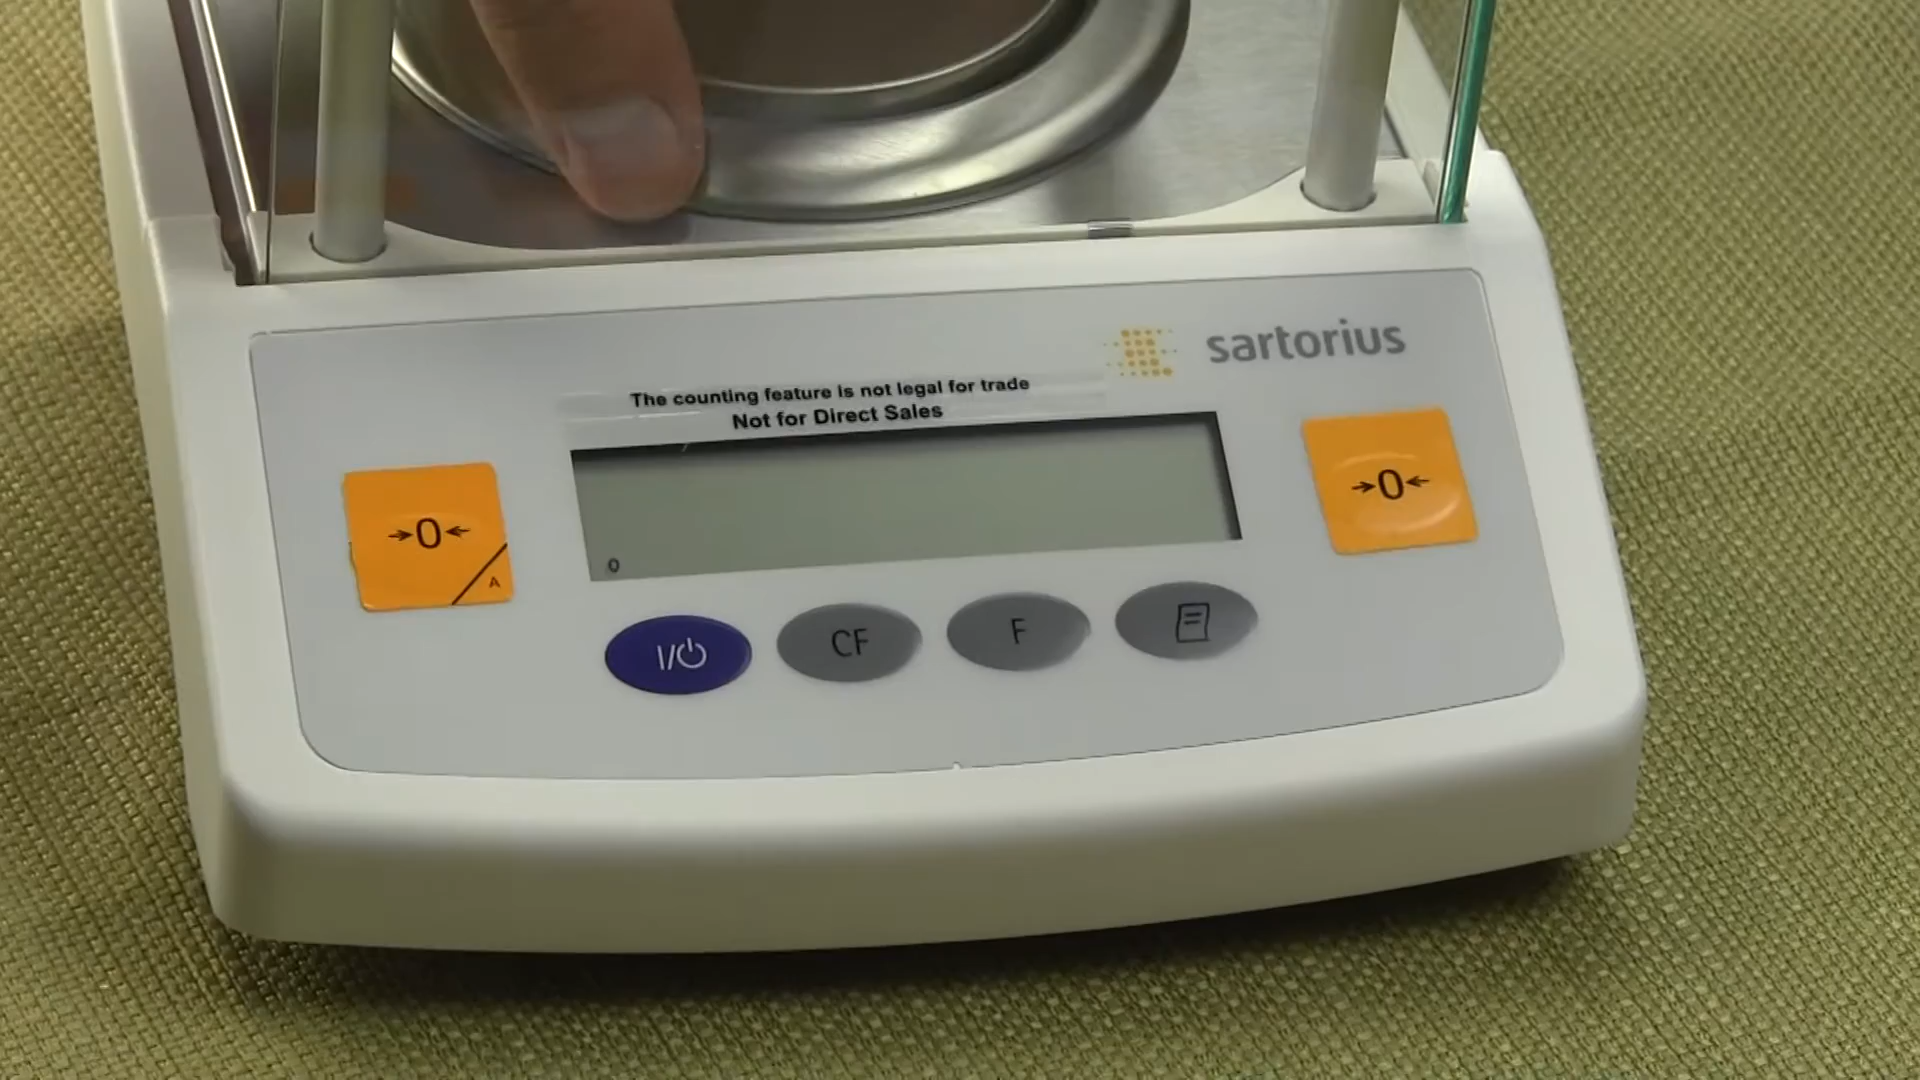 sartorius
The counting feature is not legal for trade
Not for Direct Sales
→0←
A
→0←
0
I/⏻
CF
F